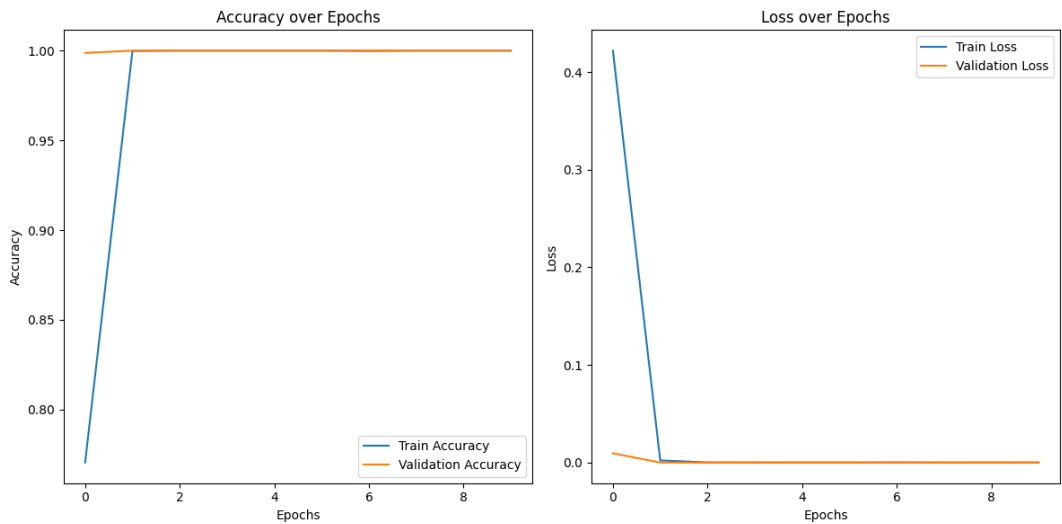 Accuracy over Epochs
1.00
0.95
0.90
0.85
0.80
Accuracy
0
2
4
6
8
Epochs
Train Accuracy
Validation Accuracy
Loss over Epochs
0.4
0.3
0.2
0.1
0.0
Loss
0
2
4
6
8
Epochs
Train Loss
Validation Loss